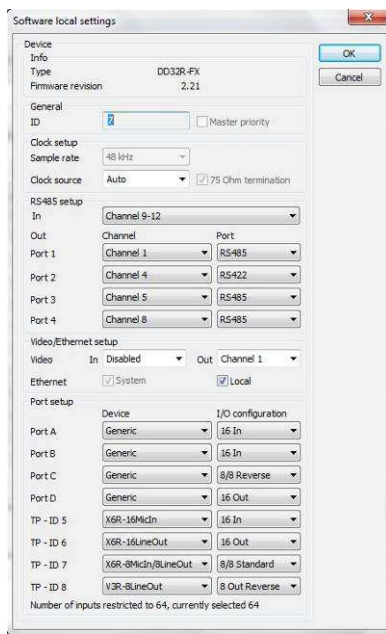 Software local settings
Device
OK
Info
Type DD32R-FX
Cancel
Firmware revision 2.21
General
ID 7 Master priority
Clock setup
Sample rate 48 kHz
Clock source Auto 75 Ohm termination
RS485 setup
In Channel 9-12
Out Channel Port
Port 1 Channel 1 RS485
Port 2 Channel 4 RS422
Port 3 Channel 5 RS485
Port 4 Channel 8 RS485
Video/Ethernet setup
Video In Disabled Out Channel 1
Ethernet System Local
Port setup
Device I/O configuration
Port A Generic 16 In
Port B Generic 16 In
Port C Generic 8/8 Reverse
Port D Generic 16 Out
TP - ID 5 X6R-16MicIn 16 In
TP - ID 6 X6R-16LineOut 16 Out
TP - ID 7 X6R-8MicIn/8LineOut 8/8 Standard
TP - ID 8 V3R-8LineOut 8 Out Reverse
Number of inputs restricted to 64, currently selected 64